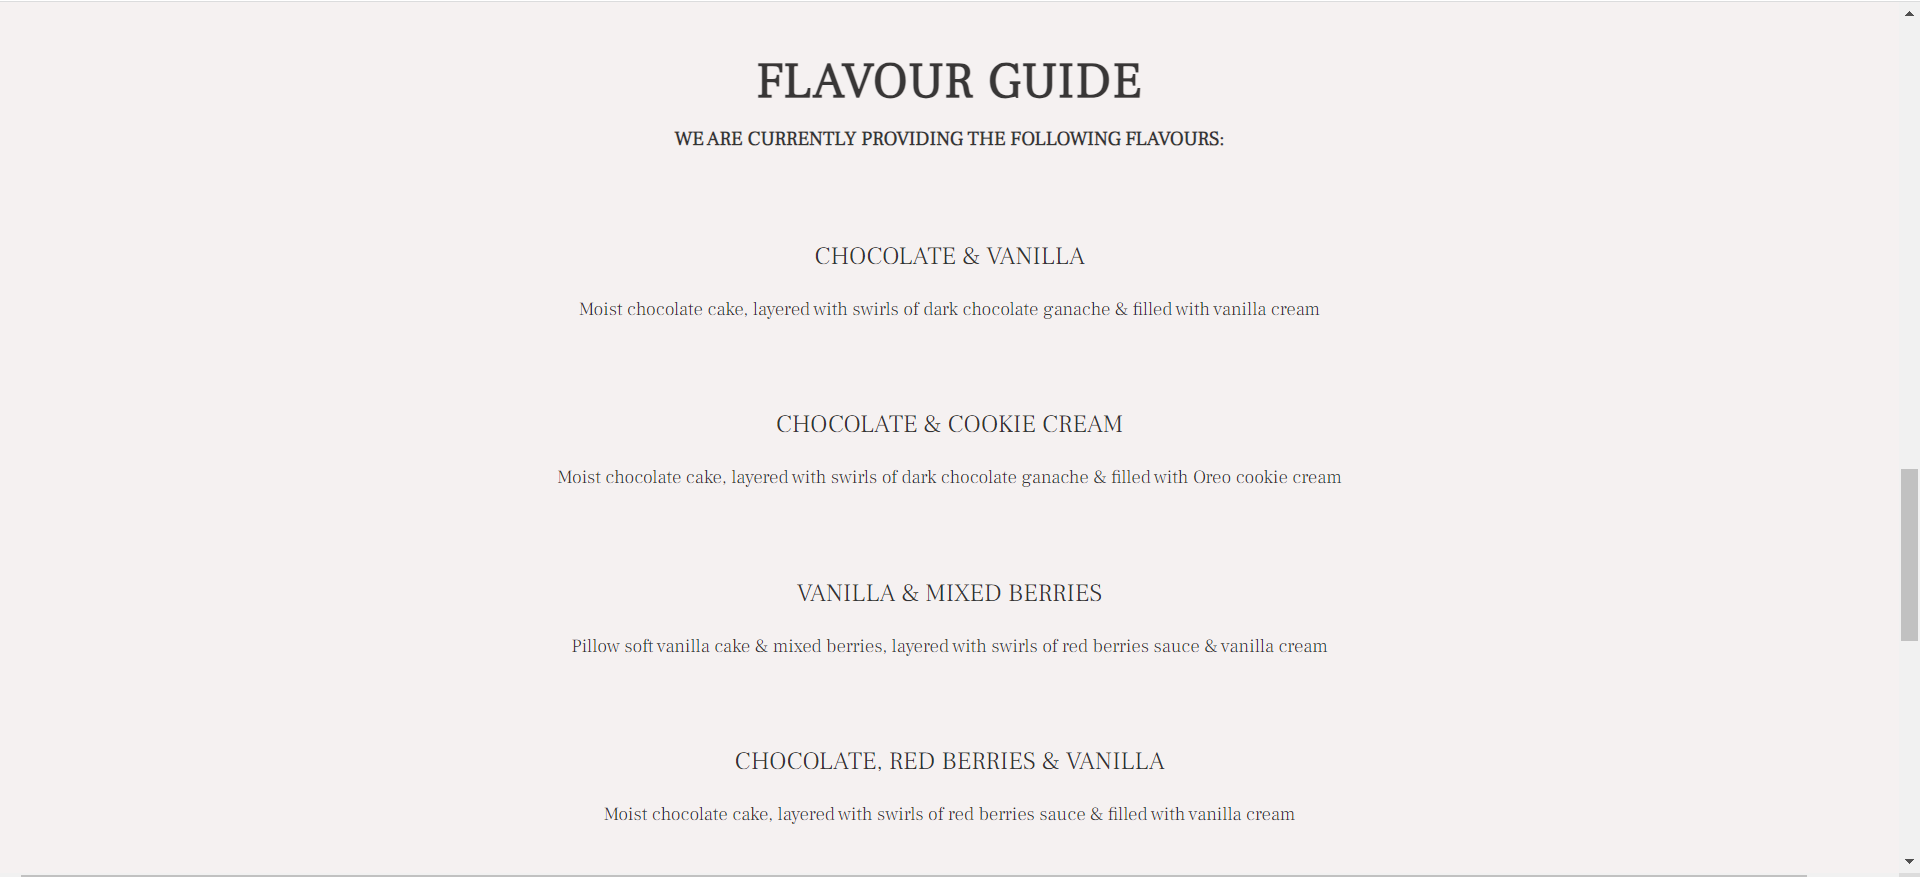 FLAVOUR GUIDE
WE ARE CURRENTLY PROVIDING THE FOLLOWING FLAVOURS:
CHOCOLATE & VANILLA
Moist chocolate cake, layered with swirls of dark chocolate ganache & filled with vanilla cream
CHOCOLATE & COOKIE CREAM
Moist chocolate cake, layered with swirls of dark chocolate ganache & filled with Oreo cookie cream
VANILLA & MIXED BERRIES
Pillow soft vanilla cake & mixed berries, layered with swirls of red berries sauce & vanilla cream
CHOCOLATE, RED BERRIES & VANILLA
Moist chocolate cake, layered with swirls of red berries sauce & filled with vanilla cream